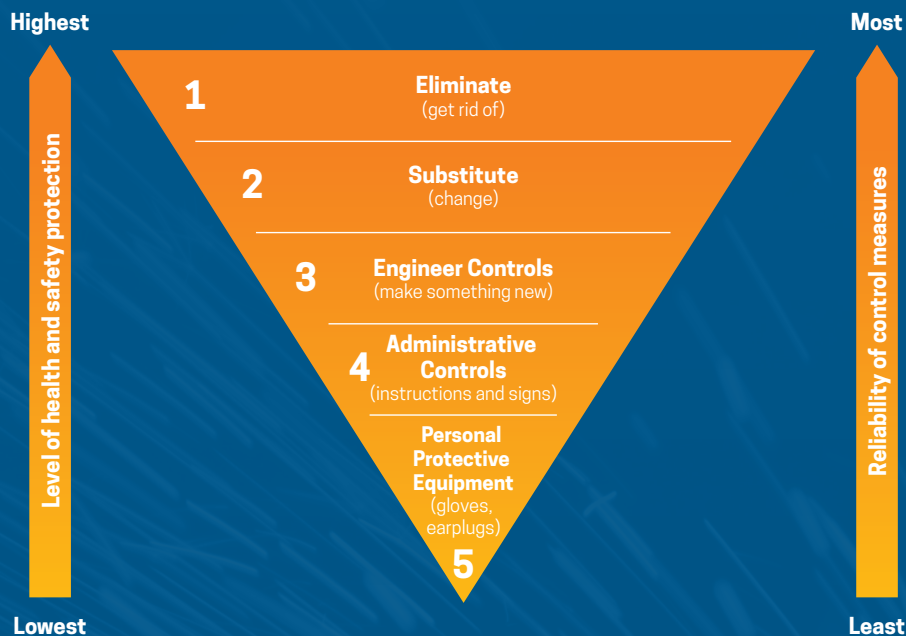 Highest
Most
1
Eliminate
(get rid of)
2
Substitute
(change)
3
Engineer Controls
(make something new)
4
Administrative
Controls
(instructions and signs)
Personal
Protective
Equipment
(gloves,
earplugs)
5
Level of health and safety protection
Reliability of control measures
Lowest
Least